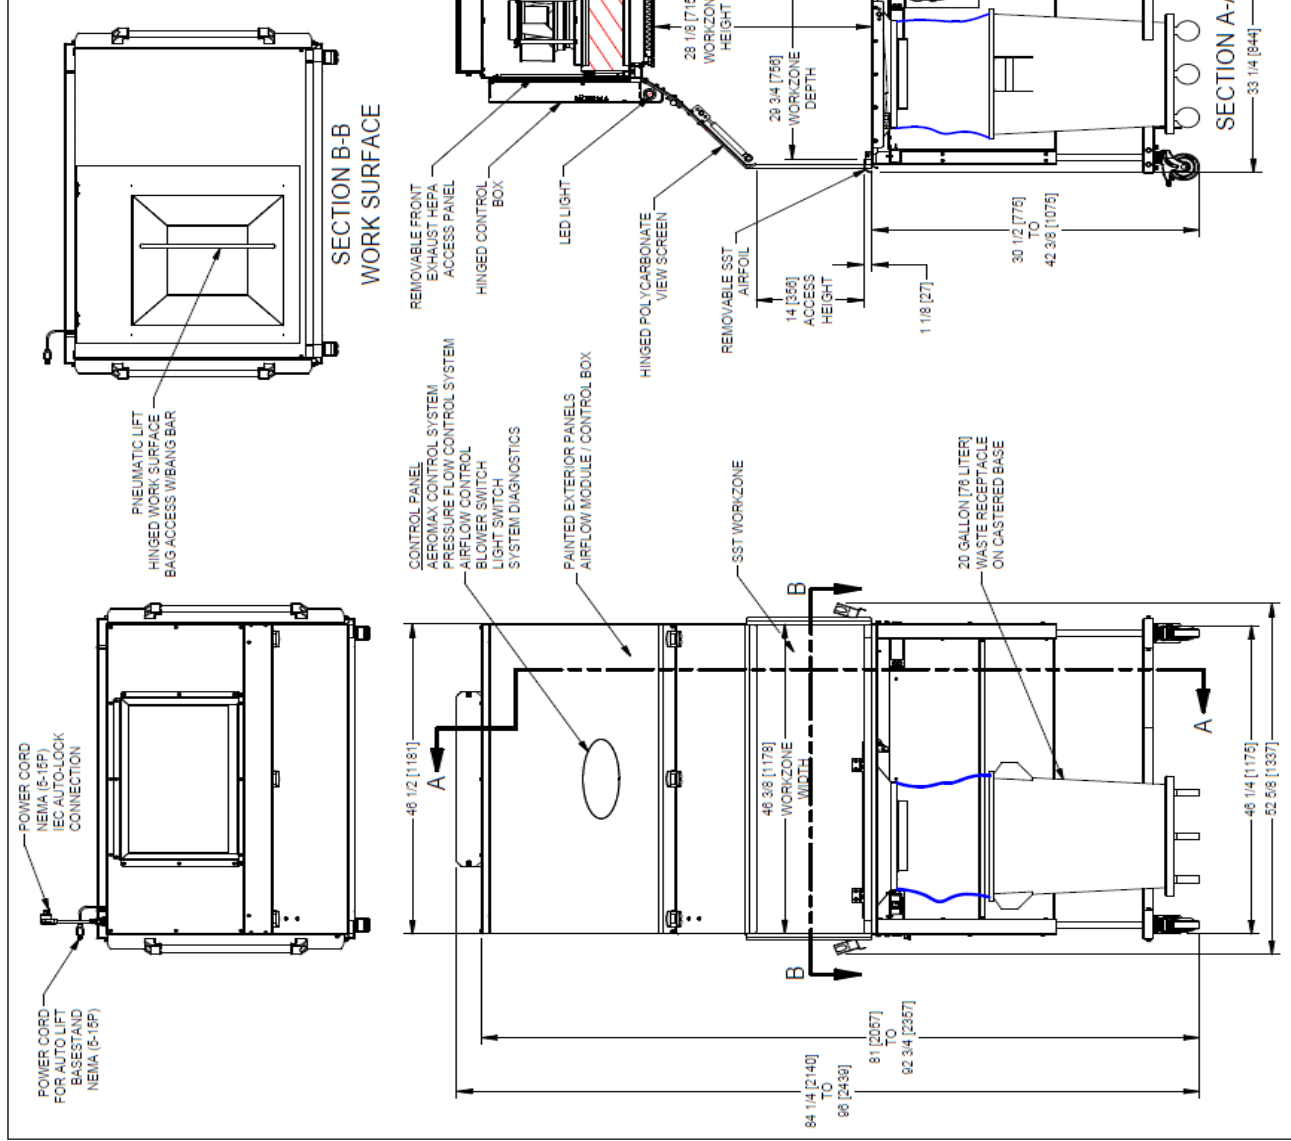 POWER CORD
NEMA (5-15P)
IEC AUTO-LOCK
CONNECTION
POWER CORD
FOR AUTO LIFT
BASESTAND
NEMA (5-15P)
PNEUMATIC LIFT
HINGED WORK SURFACE
BAG ACCESS W/BANG BAR
SECTION B-B
WORK SURFACE
46 1/2 [1181]
A
CONTROL PANEL
AEROMAX CONTROL SYSTEM
PRESSURE FLOW CONTROL SYSTEM
AIRFLOW CONTROL
BLOWER SWITCH
LIGHT SWITCH
SYSTEM DIAGNOSTICS
PAINTED EXTERIOR PANELS
AIRFLOW MODULE / CONTROL BOX
SST WORKZONE
B
B
46 3/8 [1178]
WORKZONE
WIDTH
20 GALLON [76 LITER]
WASTE RECEPTACLE
ON CASTERED BASE
A
46 1/4 [1175]
52 5/8 [1337]
84 1/4 [2140]
TO
96 [2439]
81 [2057]
TO
92 3/4 [2357]
REMOVABLE FRONT
EXHAUST HEPA
ACCESS PANEL
HINGED CONTROL
BOX
LED LIGHT
HINGED POLYCARBONATE
VIEW SCREEN
REMOVABLE SST
AIRFOIL
14 [356]
ACCESS
HEIGHT
1 1/8 [27]
30 1/2 [775]
TO
42 3/8 [1075]
28 1/8 [715
WORKZON
HEIGHT
29 3/4 [756]
WORKZONE
DEPTH
SECTION A-A
33 1/4 [844]